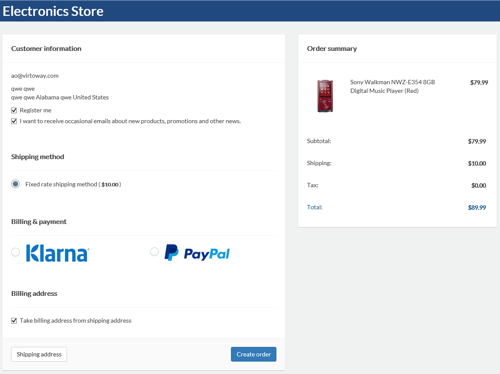 Electronics Store
Customer information
ao@virtoway.com
qwe qwe
qwe qwe Alabama qwe United States
Register me
I want to receive occasional emails about new products, promotions and other news.
Shipping method
Fixed rate shipping method ( $10.00 )
Billing & payment
Klarna
PayPal
Billing address
Take billing address from shipping address
Shipping address
Create order
Order summary
Sony Walkman NWZ-E354 8GB $79.99
Digital Music Player (Red)
Subtotal: $79.99
Shipping: $10.00
Tax: $0.00
Total: $89.99